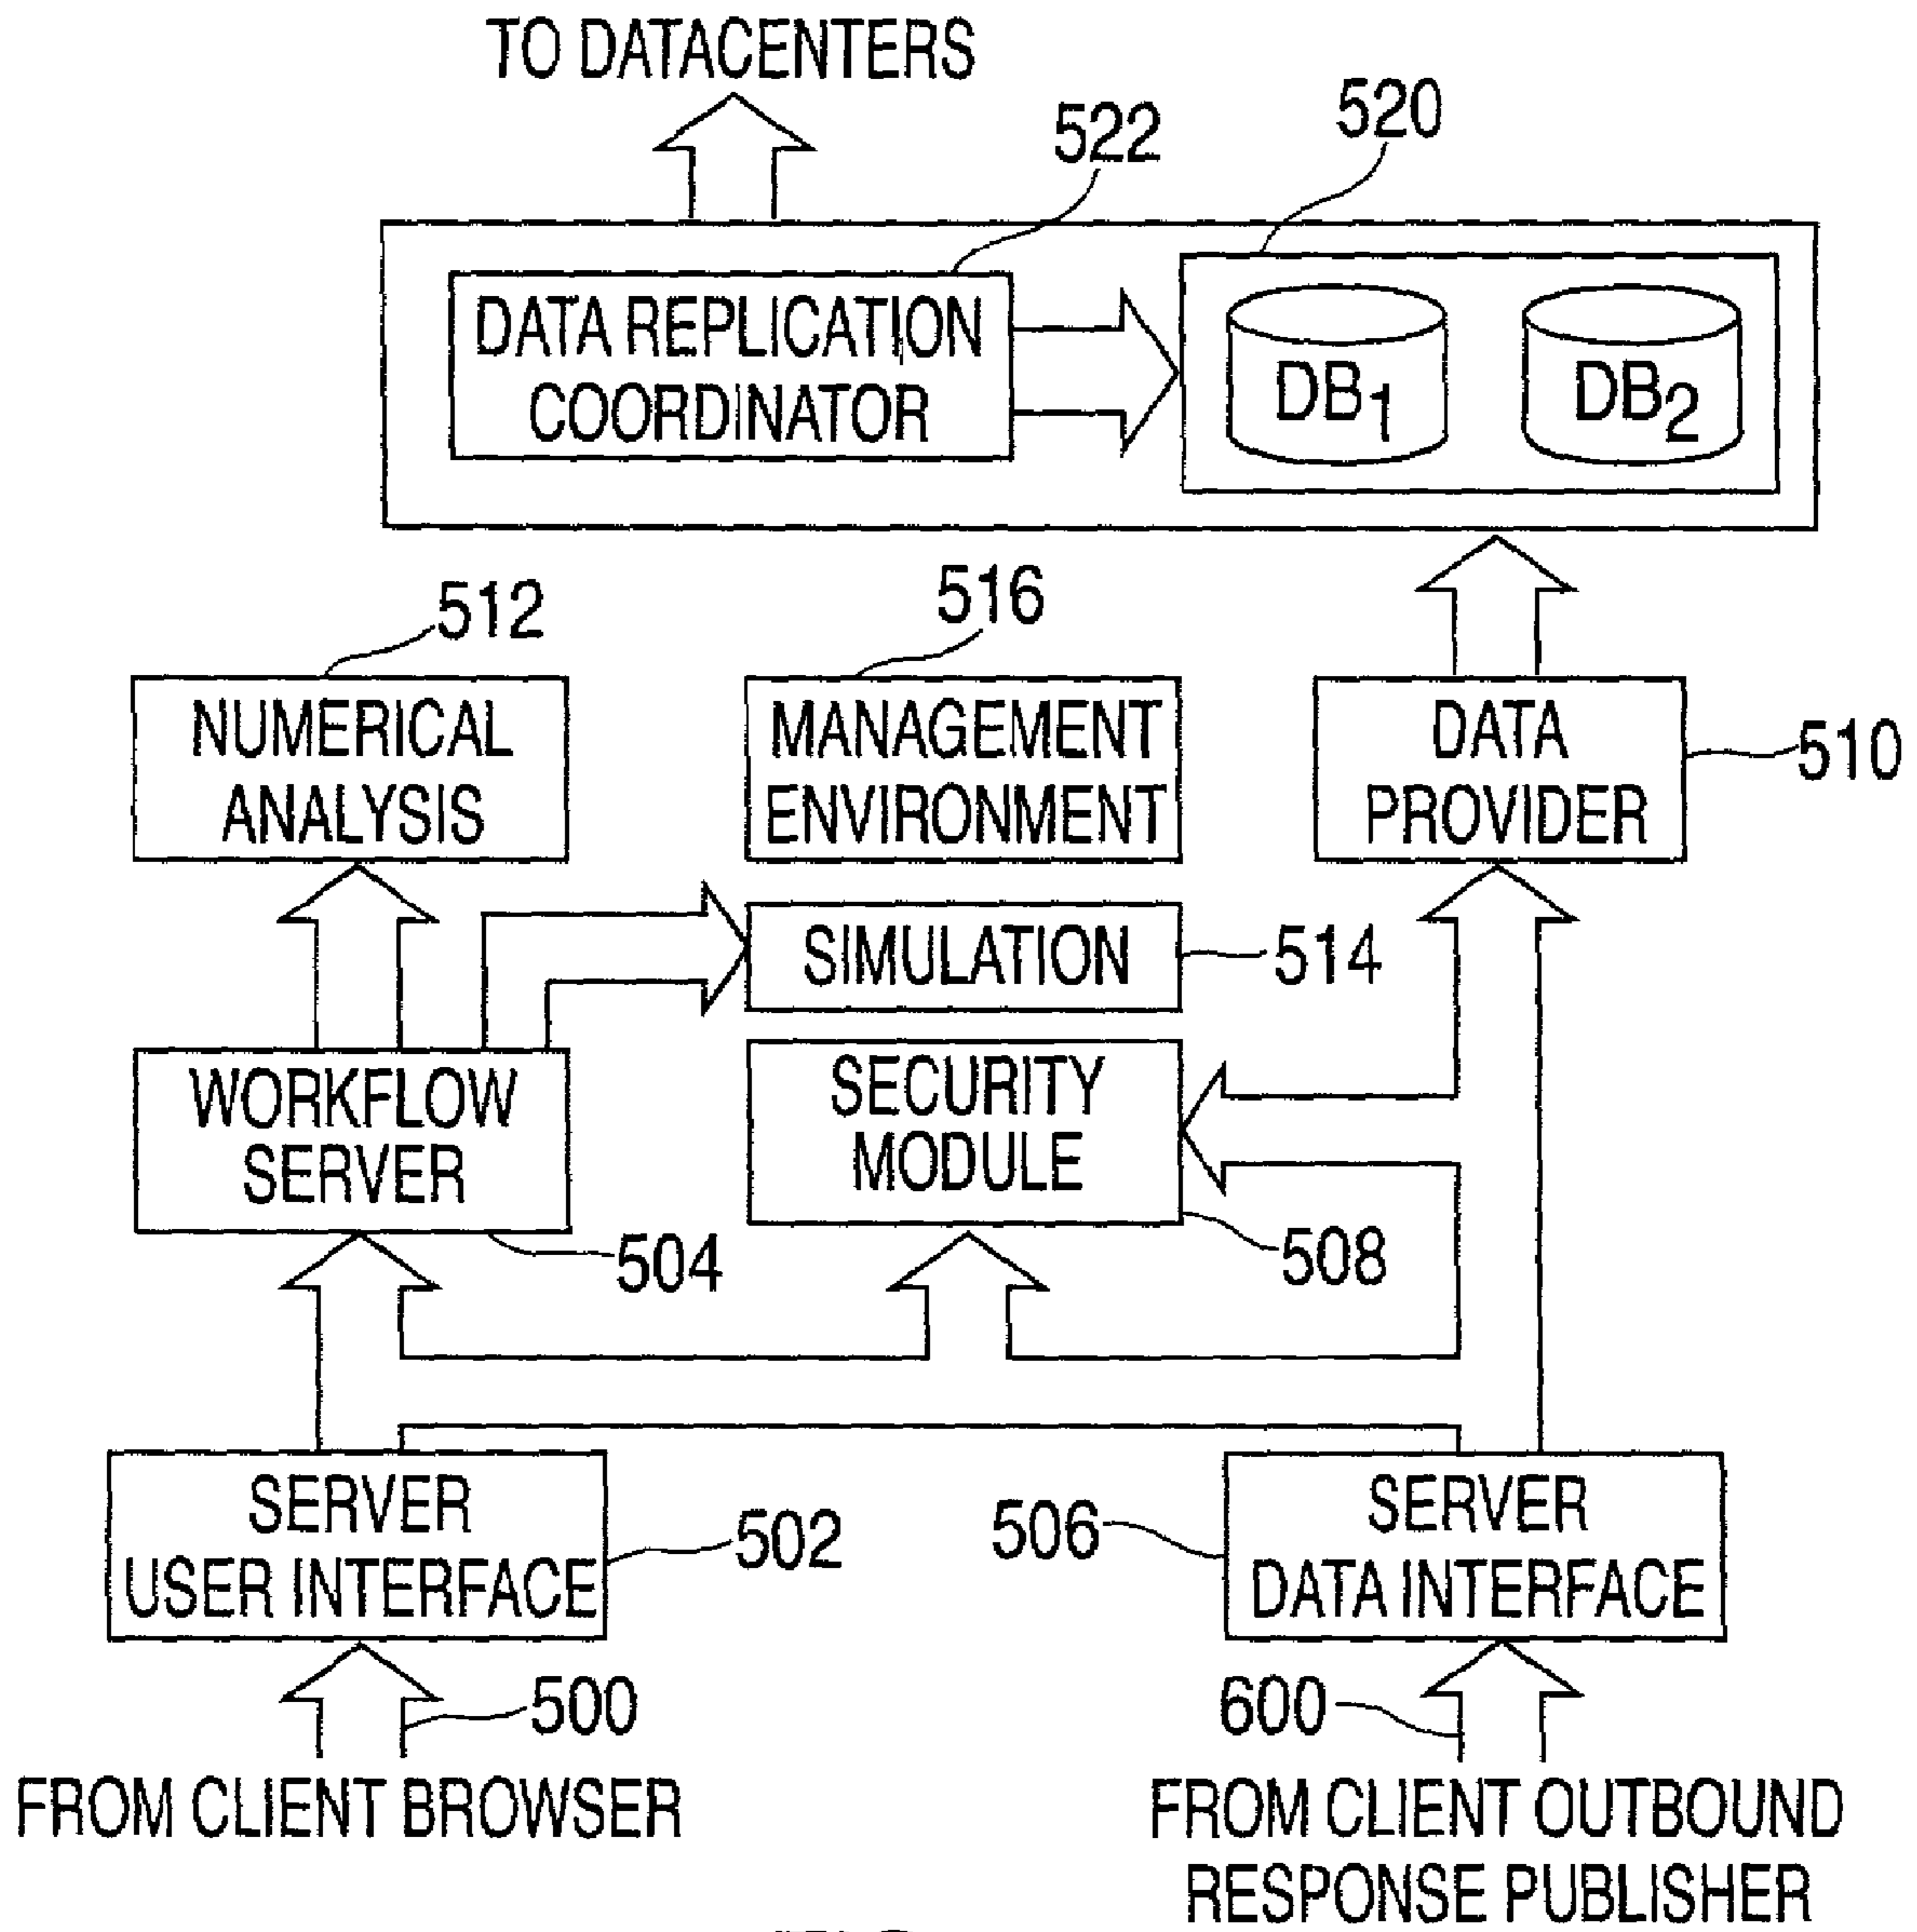 TO DATACENTERS
522
520
DATA REPLICATION
COORDINATOR
DB1
DB2
512
516
NUMERICAL
ANALYSIS
MANAGEMENT
ENVIRONMENT
DATA
PROVIDER
510
SIMULATION
514
WORKFLOW
SERVER
SECURITY
MODULE
504
508
SERVER
USER INTERFACE
502
506
SERVER
DATA INTERFACE
500
600
FROM CLIENT BROWSER
FROM CLIENT OUTBOUND
RESPONSE PUBLISHER